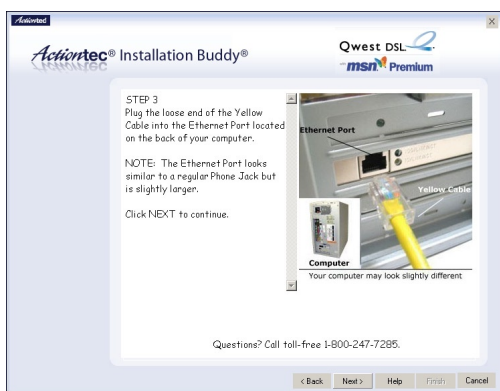 Actiontec
Actiontec® Installation Buddy®
Qwest DSL
msn Premium
STEP 3
Plug the loose end of the Yellow
Cable into the Ethernet Port located
on the back of your computer.
NOTE: The Ethernet Port looks
similar to a regular Phone Jack but
is slightly larger.
Click NEXT to continue.
Ethernet Port
Yellow Cable
Computer
Your computer may look slightly different
Questions? Call toll-free 1-800-247-7285.
< Back
Next >
Help
Finish
Cancel